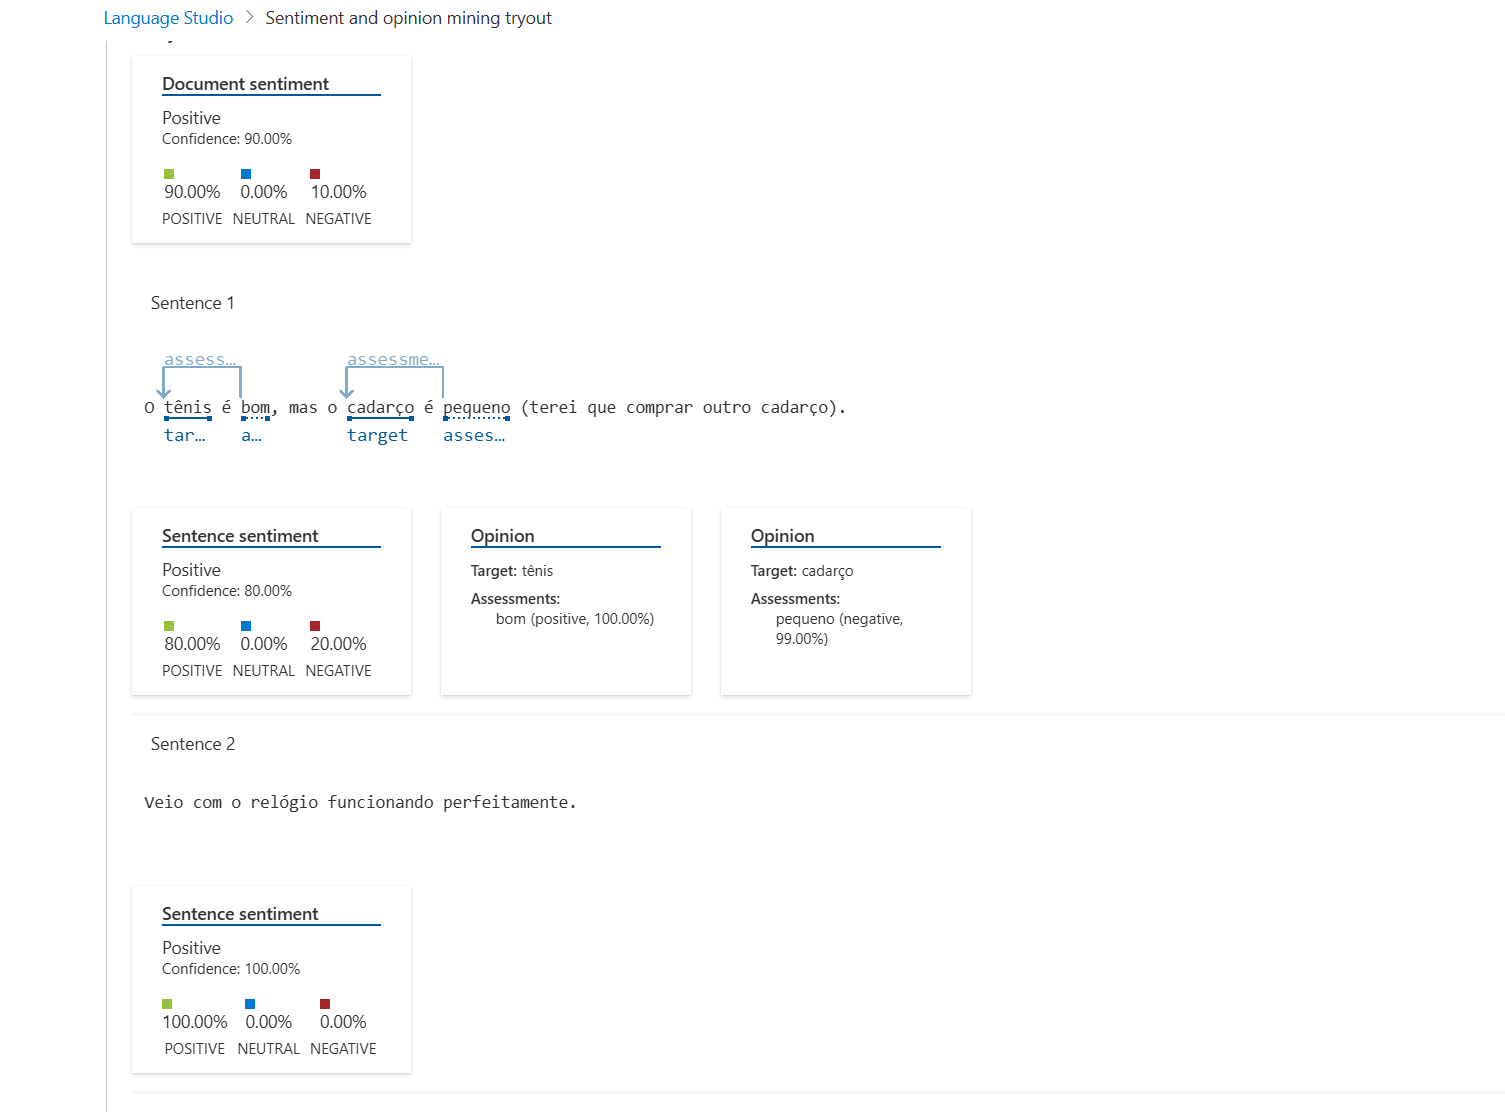 Language Studio > Sentiment and opinion mining tryout
Document sentiment
Positive
Confidence: 90.00%
90.00% 0.00% 10.00%
POSITIVE NEUTRAL NEGATIVE
Sentence 1
assess... assessme...
O tênis é bom, mas o cadarço é pequeno (terei que comprar outro cadarço).
tar... a... target asses...
Sentence sentiment
Positive
Confidence: 80.00%
80.00% 0.00% 20.00%
POSITIVE NEUTRAL NEGATIVE
Opinion
Target: tênis
Assessments:
bom (positive, 100.00%)
Opinion
Target: cadarço
Assessments:
pequeno (negative,
99.00%)
Sentence 2
Veio com o relógio funcionando perfeitamente.
Sentence sentiment
Positive
Confidence: 100.00%
100.00% 0.00% 0.00%
POSITIVE NEUTRAL NEGATIVE